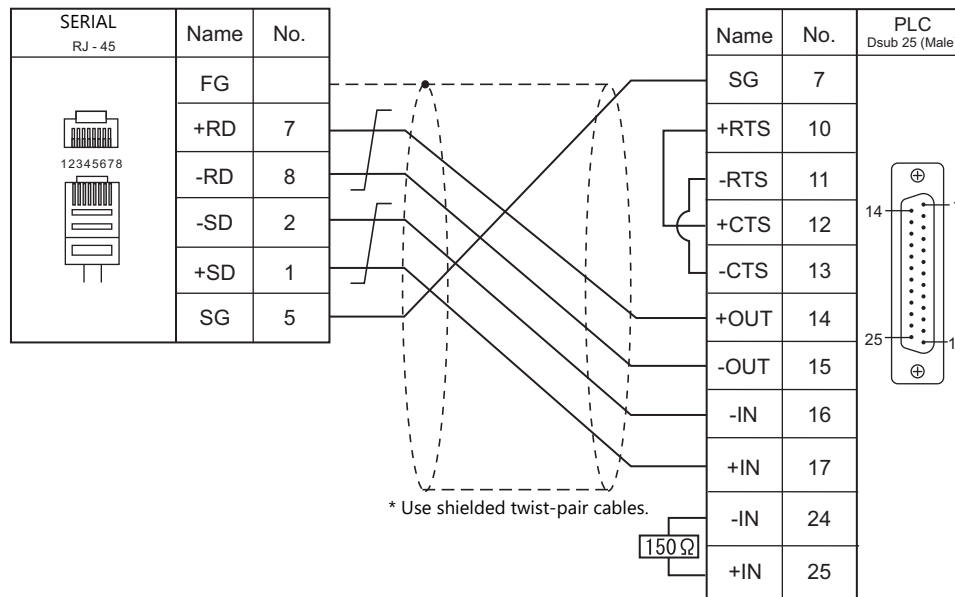 SERIAL
RJ - 45
Name No.
FG
+RD 7
-RD 8
-SD 2
+SD 1
SG 5
12345678
* Use shielded twist-pair cables.
150Ω
Name No.
SG 7
+RTS 10
-RTS 11
+CTS 12
-CTS 13
+OUT 14
-OUT 15
-IN 16
+IN 17
-IN 24
+IN 25
PLC
Dsub 25 (Male
14
25
1